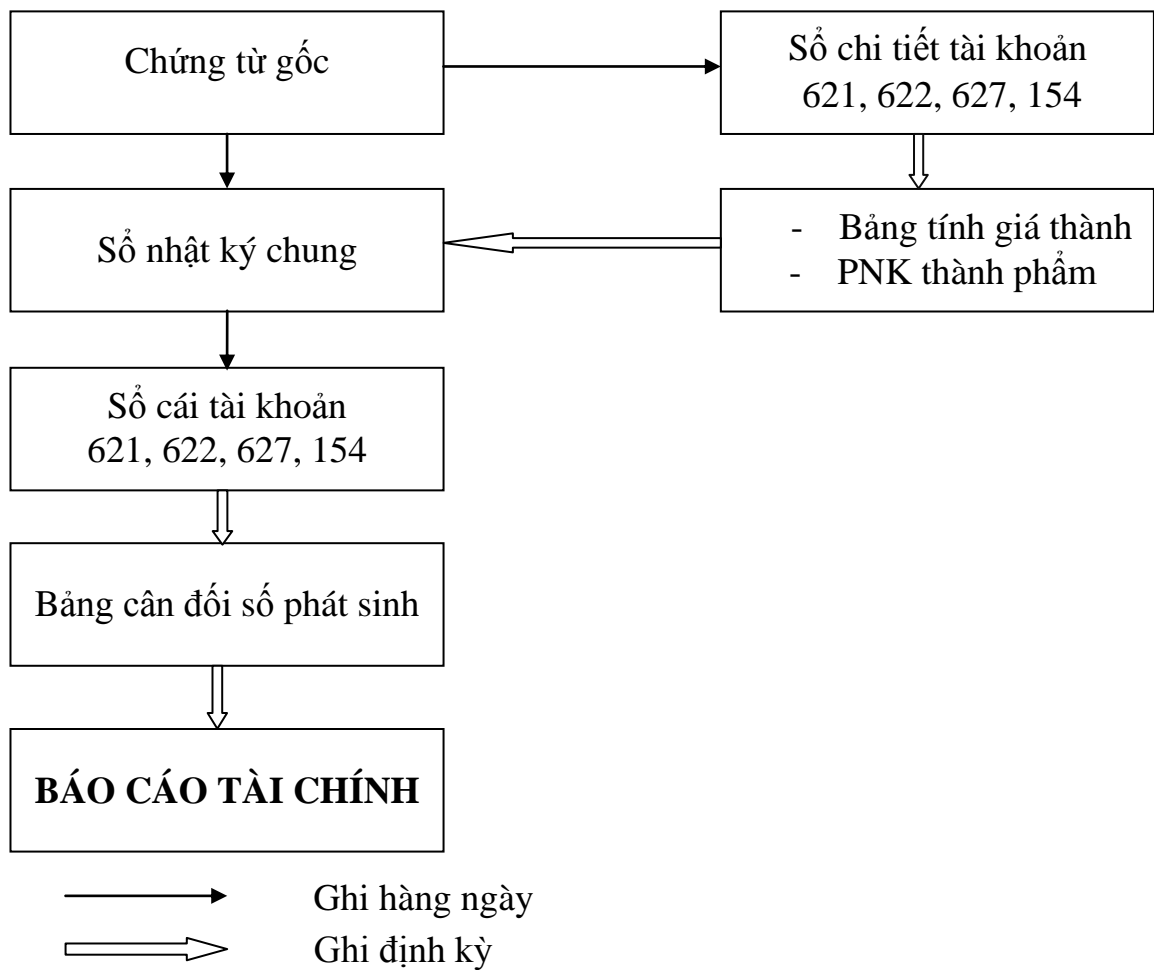 Chứng từ gốc
Sổ chi tiết tài khoản
621, 622, 627, 154
Sổ nhật ký chung
- Bảng tính giá thành
- PNK thành phẩm
Sổ cái tài khoản
621, 622, 627, 154
Bảng cân đối số phát sinh
BÁO CÁO TÀI CHÍNH
Ghi hàng ngày
Ghi định kỳ